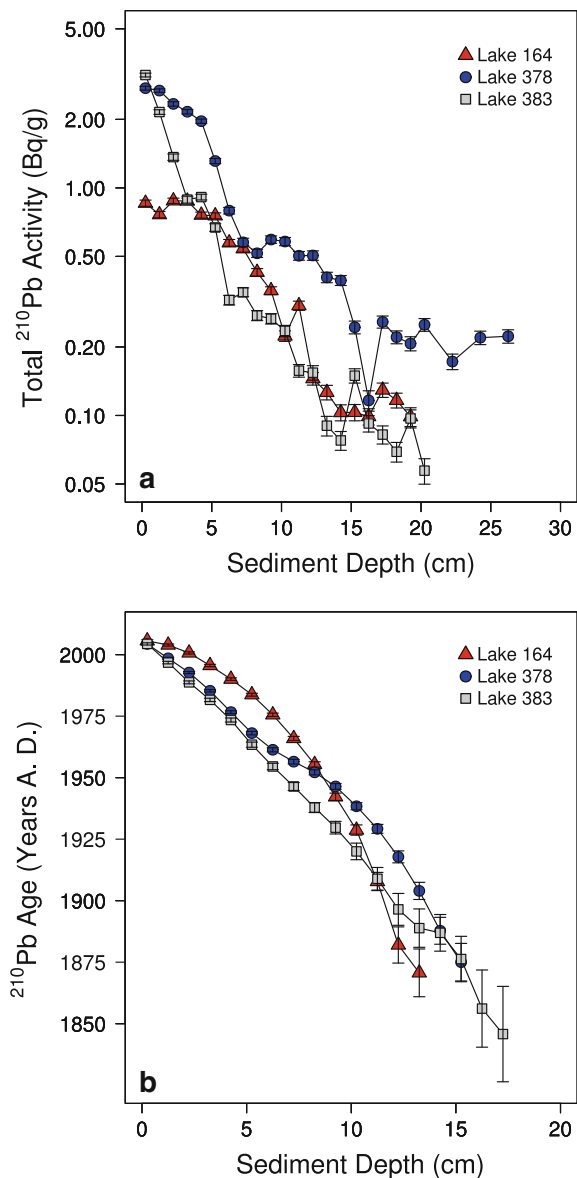 5.00
2.00
1.00
0.50
0.20
0.10
0.05
Total ²¹⁰Pb Activity (Bq/g)
Lake 164
Lake 378
Lake 383
a
0 5 10 15 20 25 30
Sediment Depth (cm)
2000
1975
1950
1925
1900
1875
1850
²¹⁰Pb Age (Years A. D.)
Lake 164
Lake 378
Lake 383
b
0 5 10 15 20
Sediment Depth (cm)